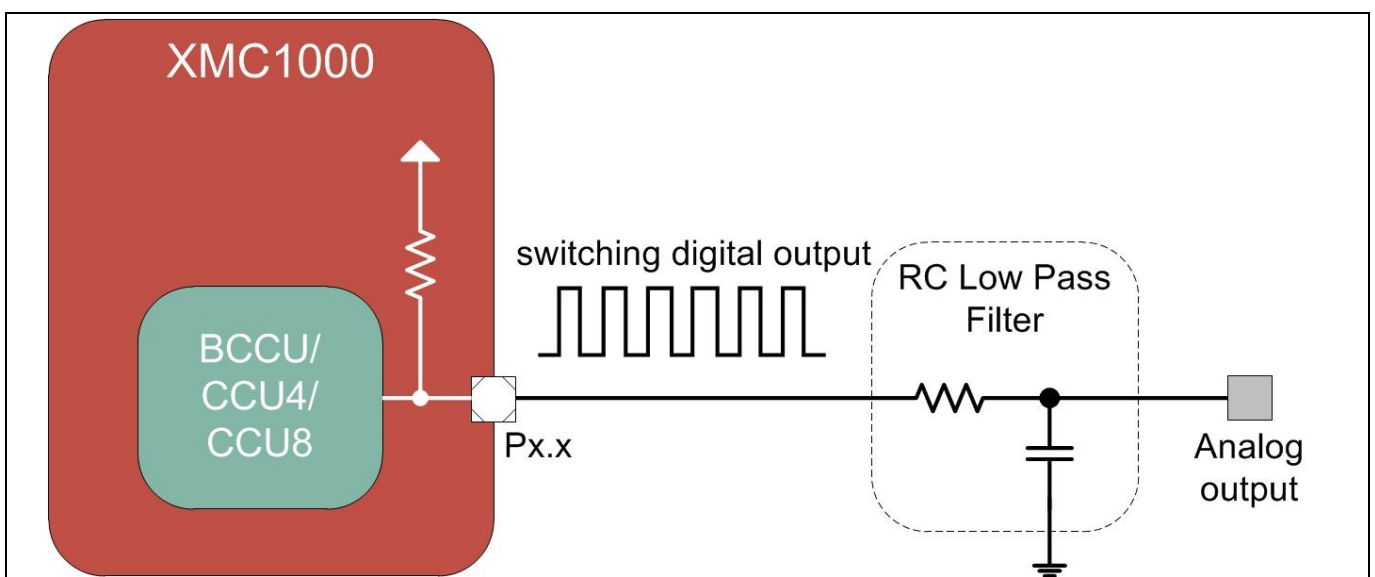 XMC1000
switching digital output
RC Low Pass
Filter
BCCU/
CCU4/
CCU8
Px.x
Analog
output